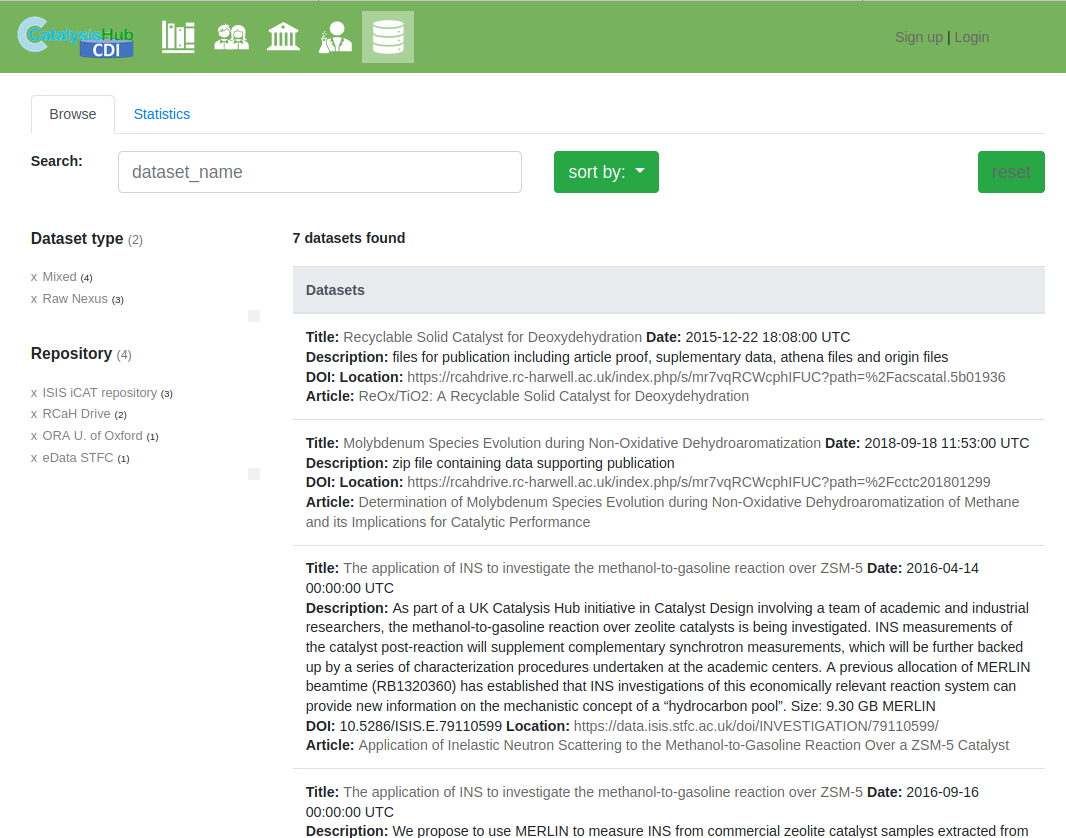 CatalysisHub
CDI
Sign up | Login
Browse
Statistics
Search:
dataset_name
sort by:
reset
Dataset type (2)
x Mixed (4)
x Raw Nexus (3)
Repository (4)
x ISIS iCAT repository (3)
x RCaH Drive (2)
x ORA U. of Oxford (1)
x eData STFC (1)
7 datasets found
Datasets
Title: Recyclable Solid Catalyst for Deoxydehydration Date: 2015-12-22 18:08:00 UTC
Description: files for publication including article proof, suplementary data, athena files and origin files
DOI: Location: https://rcahdrive.rc-harwell.ac.uk/index.php/s/mr7vqRCWcphIFUC?path=%2Facscatal.5b01936
Article: ReOx/TiO2: A Recyclable Solid Catalyst for Deoxydehydration
Title: Molybdenum Species Evolution during Non-Oxidative Dehydroaromatization Date: 2018-09-18 11:53:00 UTC
Description: zip file containing data supporting publication
DOI: Location: https://rcahdrive.rc-harwell.ac.uk/index.php/s/mr7vqRCWcphIFUC?path=%2Fcctc201801299
Article: Determination of Molybdenum Species Evolution during Non-Oxidative Dehydroaromatization of Methane
and its Implications for Catalytic Performance
Title: The application of INS to investigate the methanol-to-gasoline reaction over ZSM-5 Date: 2016-04-14
00:00:00 UTC
Description: As part of a UK Catalysis Hub initiative in Catalyst Design involving a team of academic and industrial
researchers, the methanol-to-gasoline reaction over zeolite catalysts is being investigated. INS measurements of
the catalyst post-reaction will supplement complementary synchrotron measurements, which will be further backed
up by a series of characterization procedures undertaken at the academic centers. A previous allocation of MERLIN
beamtime (RB1320360) has established that INS investigations of this economically relevant reaction system can
provide new information on the mechanistic concept of a “hydrocarbon pool”. Size: 9.30 GB MERLIN
DOI: 10.5286/ISIS.E.79110599 Location: https://data.isis.stfc.ac.uk/doi/INVESTIGATION/79110599/
Article: Application of Inelastic Neutron Scattering to the Methanol-to-Gasoline Reaction Over a ZSM-5 Catalyst
Title: The application of INS to investigate the methanol-to-gasoline reaction over ZSM-5 Date: 2016-09-16
00:00:00 UTC
Description: We propose to use MERLIN to measure INS from commercial zeolite catalyst samples extracted from